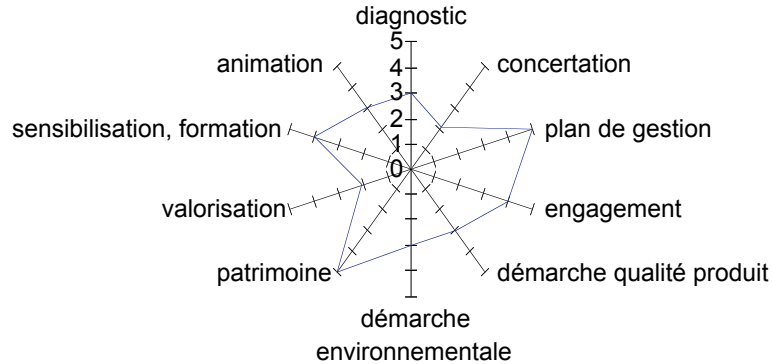 diagnostic
5
animation
4
concertation
3
sensibilisation, formation
2
plan de gestion
1
0
valorisation
engagement
patrimoine
démarche qualité produit
démarche
environnementale